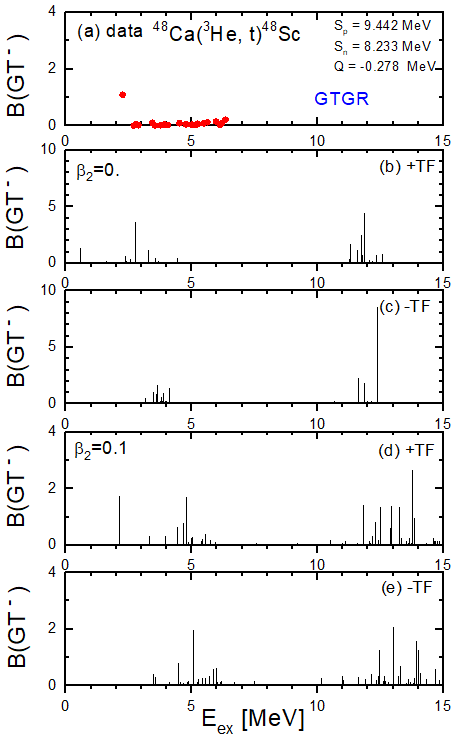 (a) data ⁴⁸Ca(³He, t)⁴⁸Sc
S_p = 9.442 MeV
S_n = 8.233 MeV
Q = -0.278 MeV
GTGR
B(GT⁻)
4
2
0
0 5 10 15
β₂=0.
(b) +TF
B(GT⁻)
10
5
0
0 5 10 15
(c) -TF
B(GT⁻)
10
5
0
0 5 10 15
β₂=0.1
(d) +TF
B(GT⁻)
4
2
0
0 5 10 15
(e) -TF
B(GT⁻)
4
2
0
0 5 10 15
E_ex [MeV]